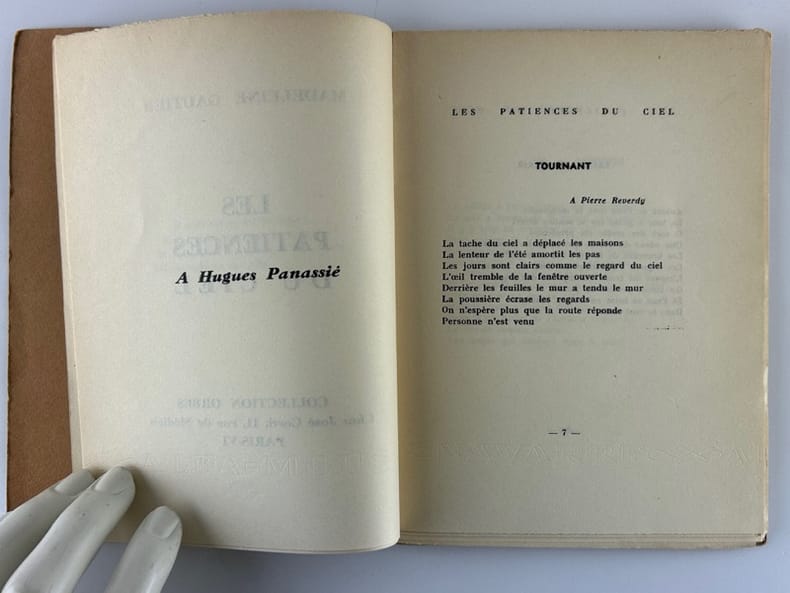 A Hugues Panassié
LES PATIENCES DU CIEL
TOURNANT
A Pierre Reverdy
La tache du ciel a déplacé les maisons
La lenteur de l'été amortit les pas
Les jours sont clairs comme le regard du ciel
L'œil tremble de la fenêtre ouverte
Derrière les feuilles le mur a tendu le mur
La poussière écrase les regards
On n'espère plus que la route réponde
Personne n'est venu
— 7 —